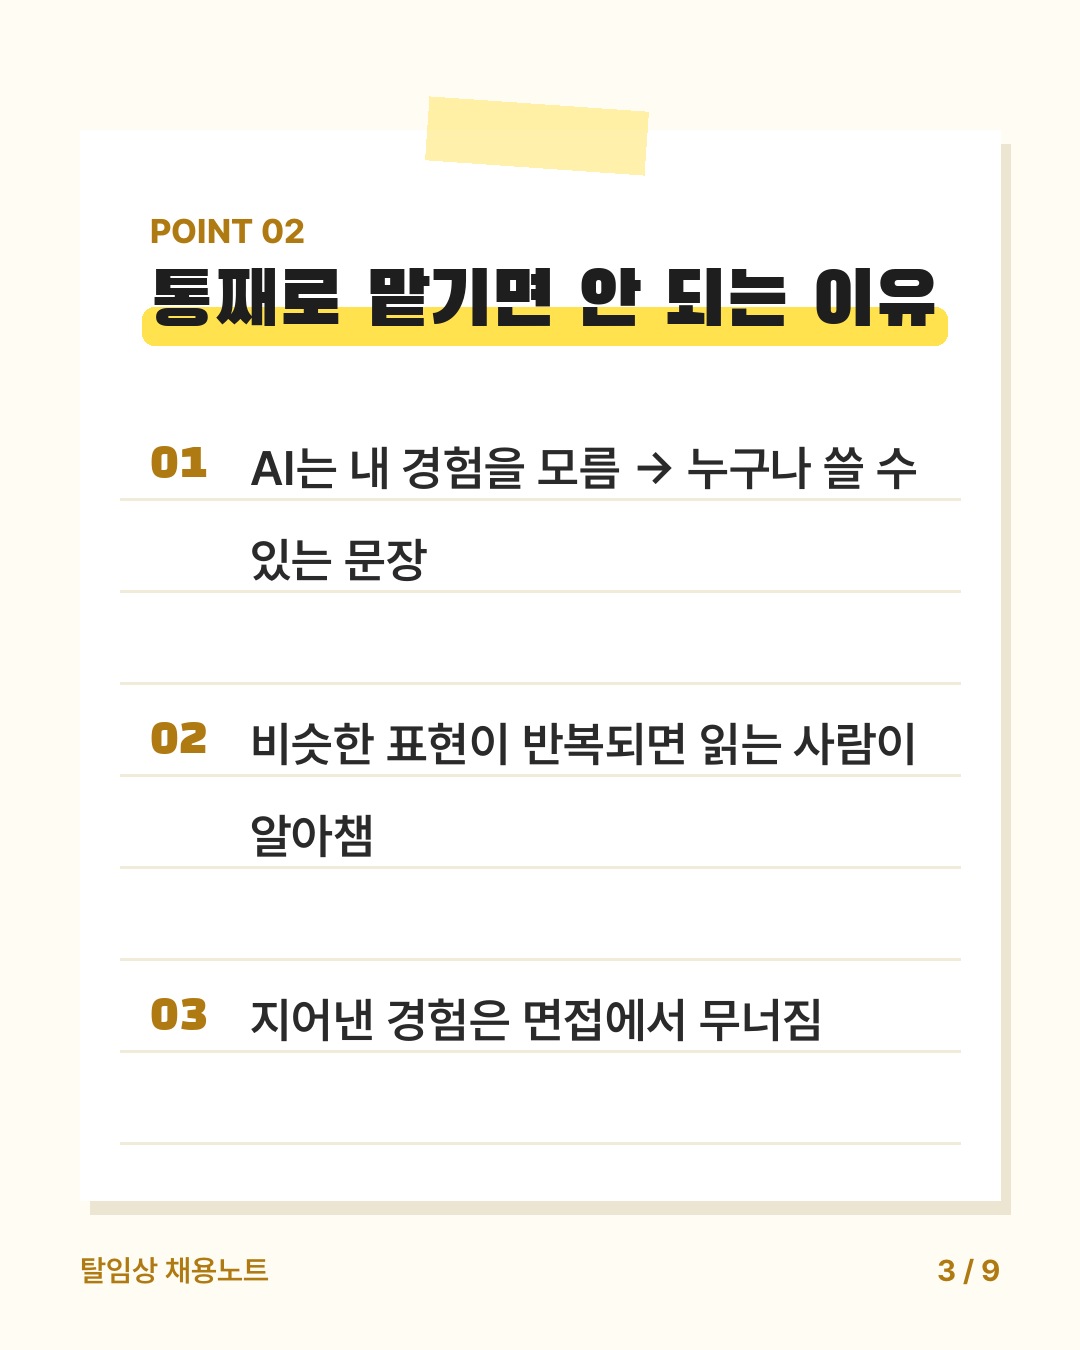 POINT 02
통째로 맡기면 안 되는 이유
01 AI는 내 경험을 모름 → 누구나 쓸 수
있는 문장
02 비슷한 표현이 반복되면 읽는 사람이
알아챔
03 지어낸 경험은 면접에서 무너짐
탈임상 채용노트
3 / 9